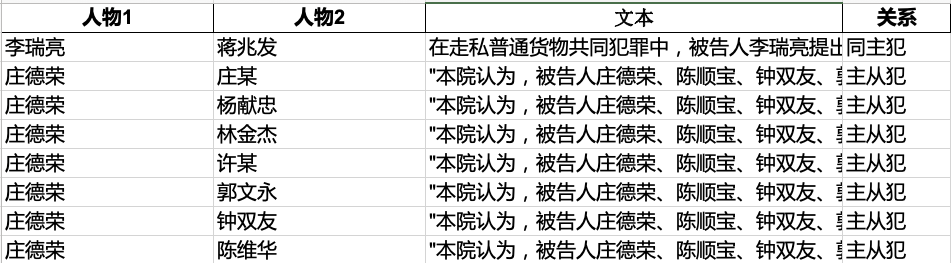 人物1 人物2 文本 关系
李瑞亮 蒋兆发 在走私普通货物共同犯罪中，被告人李瑞亮提出 同主犯
庄德荣 庄某 "本院认为，被告人庄德荣、陈顺宝、钟双友、 主从犯
庄德荣 杨献忠 "本院认为，被告人庄德荣、陈顺宝、钟双友、 主从犯
庄德荣 林金杰 "本院认为，被告人庄德荣、陈顺宝、钟双友、 主从犯
庄德荣 许某 "本院认为，被告人庄德荣、陈顺宝、钟双友、 主从犯
庄德荣 郭文永 "本院认为，被告人庄德荣、陈顺宝、钟双友、 主从犯
庄德荣 钟双友 "本院认为，被告人庄德荣、陈顺宝、钟双友、 主从犯
庄德荣 陈维华 "本院认为，被告人庄德荣、陈顺宝、钟双友、 主从犯